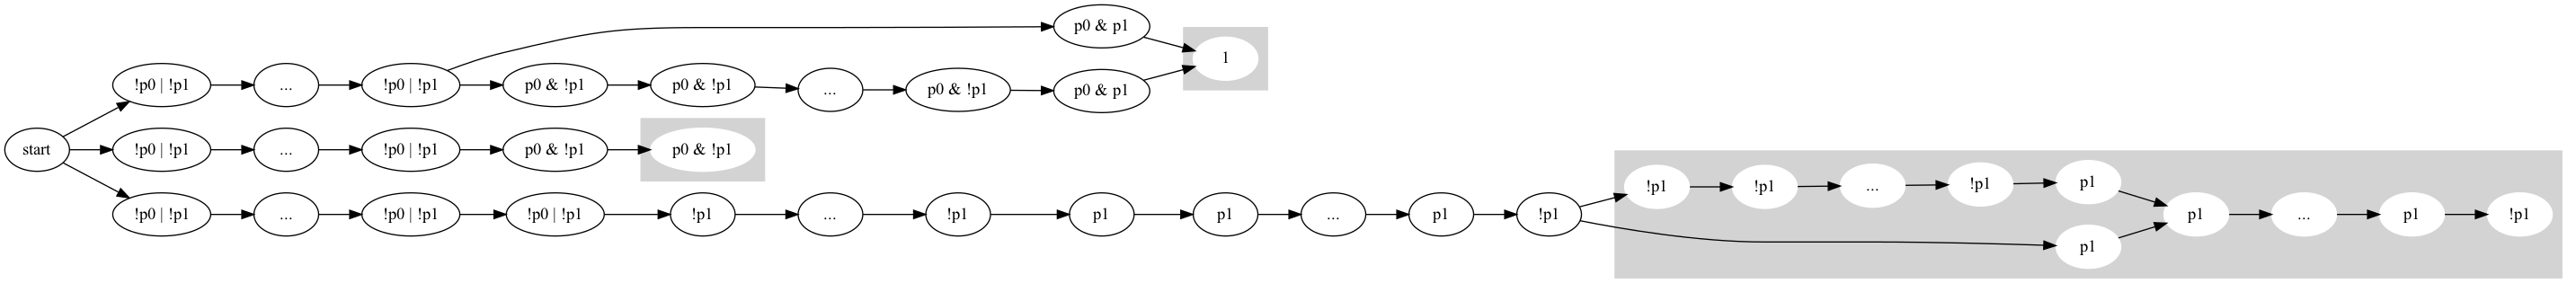 p0 & p1
!p0 | !p1 ... !p0 | !p1 p0 & !p1 p0 & !p1 ... p0 & !p1 p0 & p1 1
start !p0 | !p1 ... !p0 | !p1 p0 & !p1 p0 & !p1
!p1 !p1 ... !p1 p1
!p0 | !p1 ... !p0 | !p1 !p0 | !p1 !p1 ... !p1 p1 p1 ... p1 !p1 p1 ... p1 !p1
p1